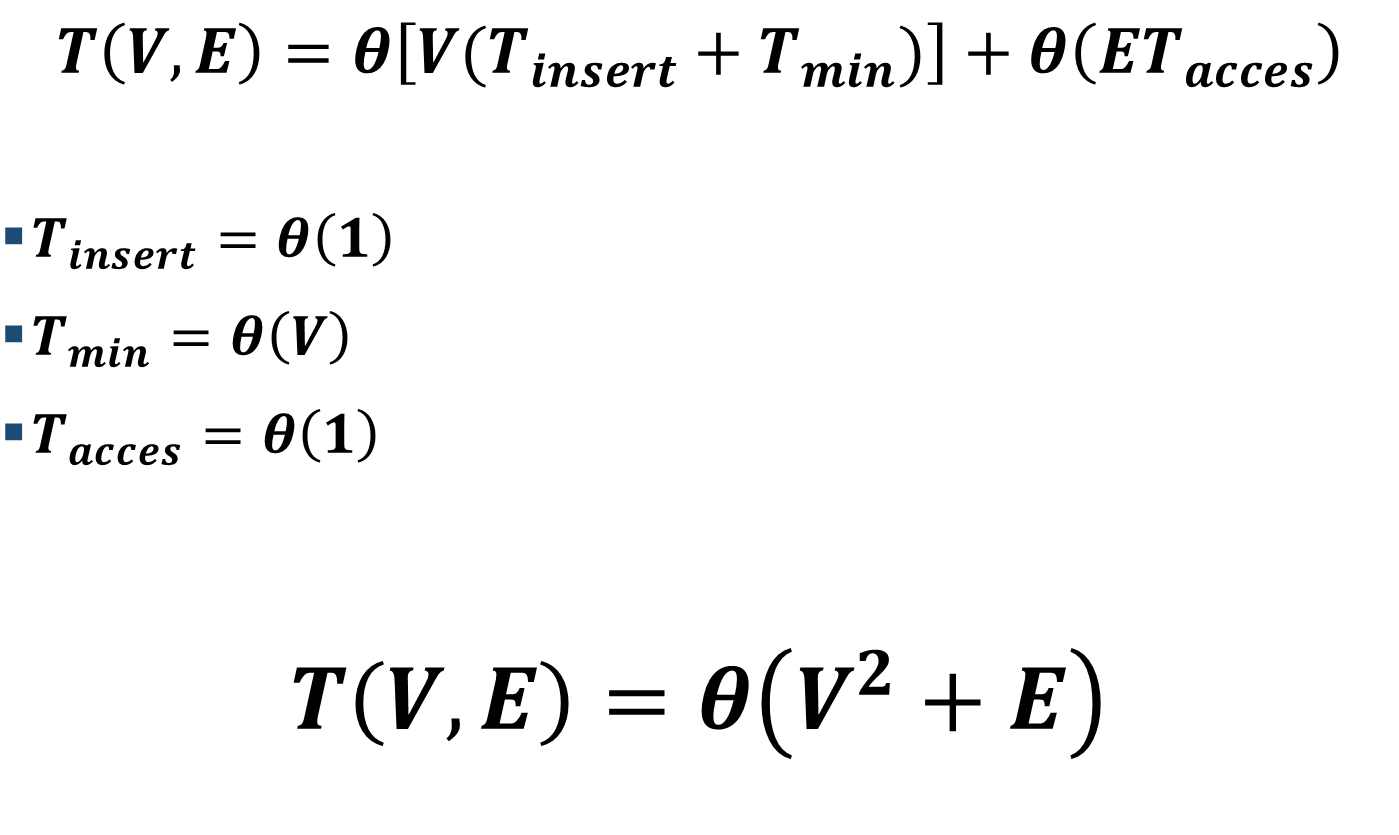 T(V, E) = θ[V(T_insert + T_min)] + θ(ET_acces)
▪ T_insert = θ(1)
▪ T_min = θ(V)
▪ T_acces = θ(1)
T(V, E) = θ(V² + E)